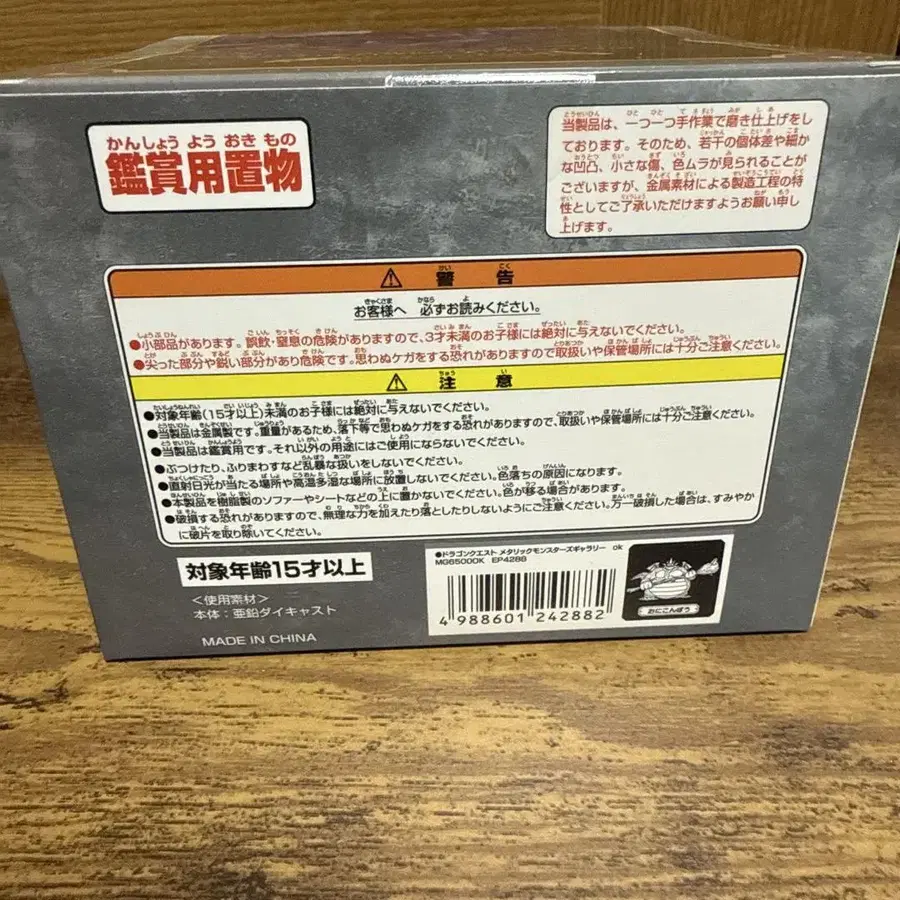 鑑賞用置物
当製品は、一つ一つ手作業で磨き仕上げをし
ております。そのため、若干の個体差や細か
な凹凸、小さな傷、色ムラが見られることが
ございますが、金属素材による製造工程の特
性としてご了承いただけますようお願い申し
上げます。
警告
お客様へ 必ずお読みください。
●小部品があります。誤飲・窒息の危険がありますので、3才未満のお子様には絶対に与えないでください。
●尖った部分や鋭い部分があり危険です。思わぬケガをする恐れがありますので取扱いや保管場所には十分ご注意ください。
注意
●対象年齢(15才以上)未満のお子様には絶対に与えないでください。
●当製品は金属製です。重量があるため、落下等で思わぬケガをする恐れがありますので、取扱いや保管場所には十分ご注意ください。
●当製品は鑑賞用です。それ以外の用途にはご使用にならないでください。
●ぶつけたり、ふりまわすなど乱暴な扱いをしないでください。
●直射日光が当たる場所や高温多湿な場所に放置しないでください。色落ちの原因になります。
●本製品を樹脂製のソファーやシートなどの上に置かないでください。色が移る場合があります。
●破損する恐れがありますので、無理な力を加えたり落としたりしないようにご注意ください。万一破損した場合は、すみやか
に破片を取り除いてください。
対象年齢15才以上
<使用素材>
本体:亜鉛ダイキャスト
MADE IN CHINA
●ドラゴンクエスト メタリックモンスターズギャラリー ok
MG65000K EP4288
4 988601 242882
おにこんぼう